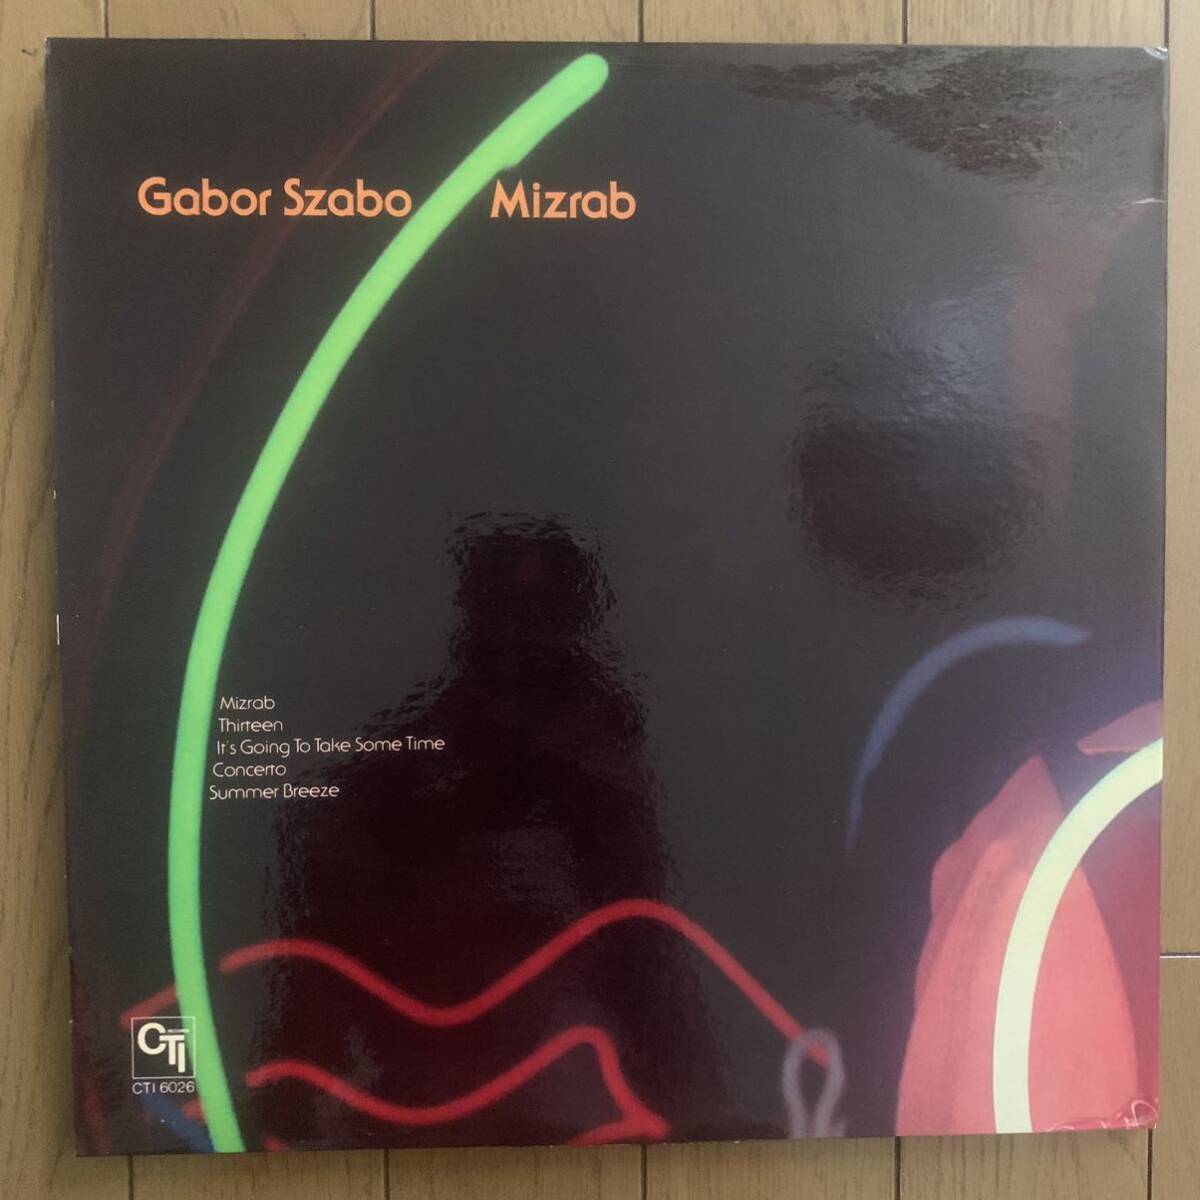 Gabor Szabo Mizrab
Mizrab
Thirteen
It's Going To Take Some Time
Concerto
Summer Breeze
CTI
CTI 6026